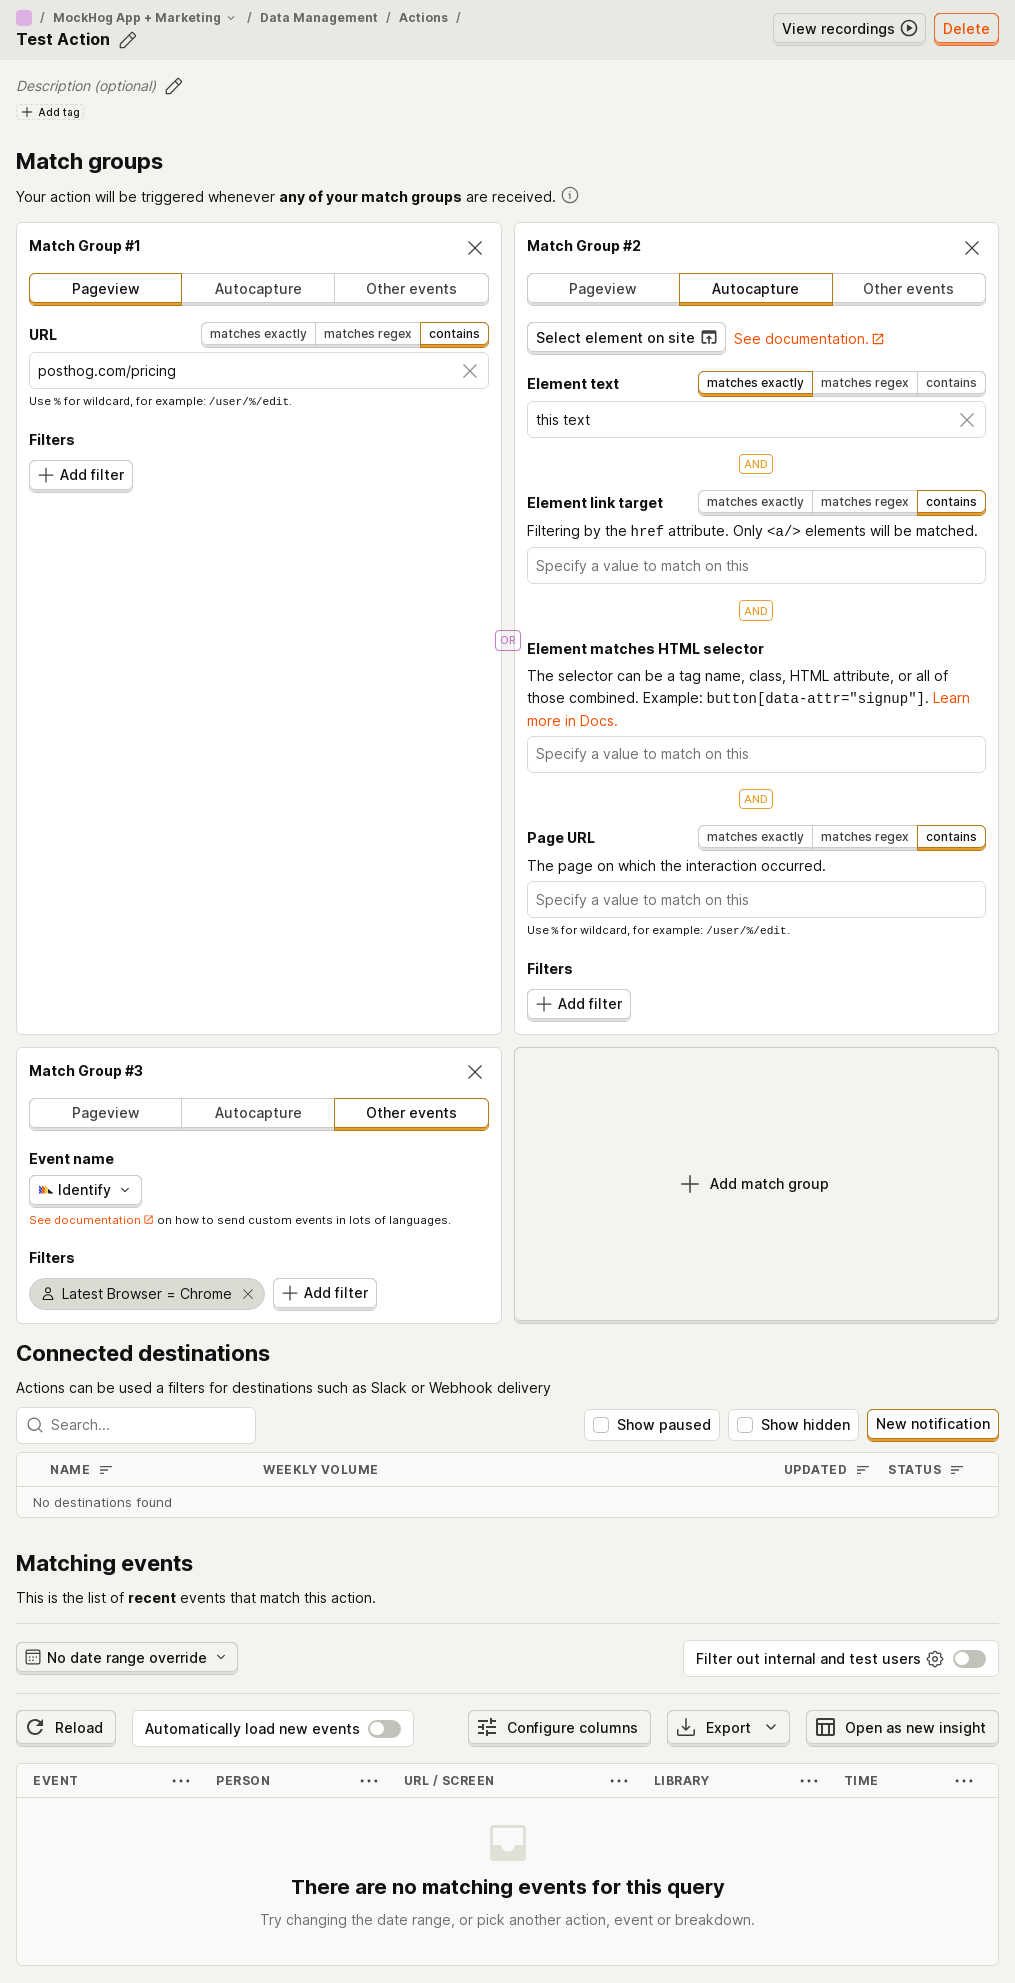 / MockHog App + Marketing / Data Management / Actions /
Test Action
View recordings
Delete
Description (optional)
Add tag
Match groups
Your action will be triggered whenever any of your match groups are received.
Match Group #1
Pageview Autocapture Other events
URL matches exactly matches regex contains
posthog.com/pricing
Use % for wildcard, for example: /user/%/edit.
Filters
Add filter
OR
Match Group #2
Pageview Autocapture Other events
Select element on site See documentation.
Element text matches exactly matches regex contains
this text
AND
Element link target matches exactly matches regex contains
Filtering by the href attribute. Only <a/> elements will be matched.
Specify a value to match on this
AND
Element matches HTML selector
The selector can be a tag name, class, HTML attribute, or all of
those combined. Example: button[data-attr="signup"]. Learn
more in Docs.
Specify a value to match on this
AND
Page URL matches exactly matches regex contains
The page on which the interaction occurred.
Specify a value to match on this
Use % for wildcard, for example: /user/%/edit.
Filters
Add filter
Match Group #3
Pageview Autocapture Other events
Event name
Identify
See documentation on how to send custom events in lots of languages.
Filters
Latest Browser = Chrome Add filter
Add match group
Connected destinations
Actions can be used a filters for destinations such as Slack or Webhook delivery
Search... Show paused Show hidden New notification
NAME WEEKLY VOLUME UPDATED STATUS
No destinations found
Matching events
This is the list of recent events that match this action.
No date range override Filter out internal and test users
Reload Automatically load new events Configure columns Export Open as new insight
EVENT PERSON URL / SCREEN LIBRARY TIME
There are no matching events for this query
Try changing the date range, or pick another action, event or breakdown.